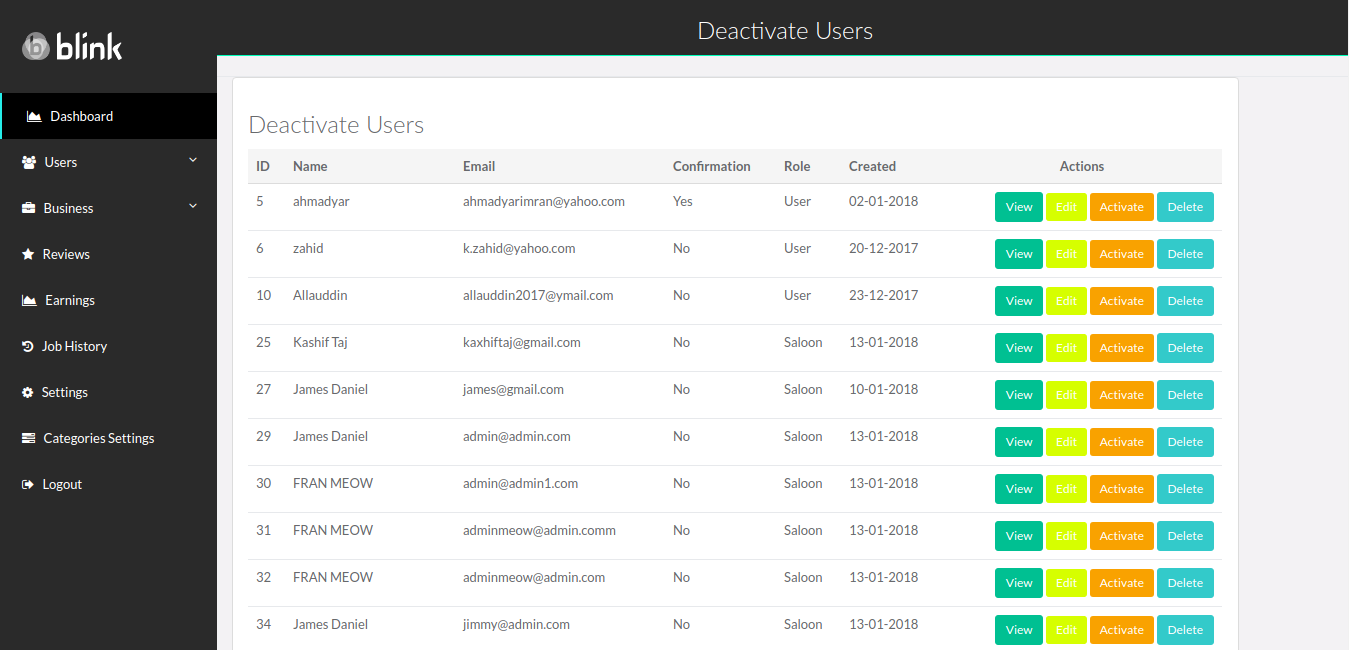 Deactivate Users
blink
Dashboard
Users
Business
Reviews
Earnings
Job History
Settings
Categories Settings
Logout
Deactivate Users
ID Name Email Confirmation Role Created Actions
5 ahmadyar ahmadyarimran@yahoo.com Yes User 02-01-2018 View Edit Activate Delete
6 zahid k.zahid@yahoo.com No User 20-12-2017 View Edit Activate Delete
10 Allauddin allauddin2017@ymail.com No User 23-12-2017 View Edit Activate Delete
25 Kashif Taj kaxhiftaj@gmail.com No Saloon 13-01-2018 View Edit Activate Delete
27 James Daniel james@gmail.com No Saloon 10-01-2018 View Edit Activate Delete
29 James Daniel admin@admin.com No Saloon 13-01-2018 View Edit Activate Delete
30 FRAN MEOW admin@admin1.com No Saloon 13-01-2018 View Edit Activate Delete
31 FRAN MEOW adminmeow@admin.comm No Saloon 13-01-2018 View Edit Activate Delete
32 FRAN MEOW adminmeow@admin.com No Saloon 13-01-2018 View Edit Activate Delete
34 James Daniel jimmy@admin.com No Saloon 13-01-2018 View Edit Activate Delete